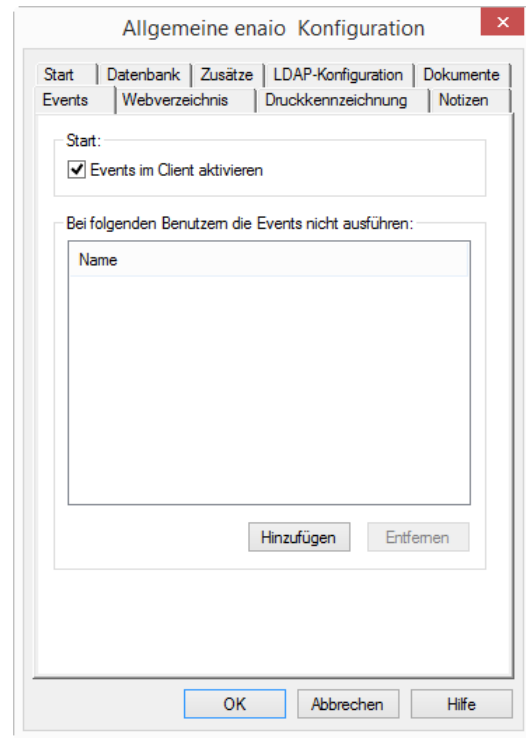 Allgemeine enaio Konfiguration
Start Datenbank Zusätze LDAP-Konfiguration Dokumente
Events Webverzeichnis Druckkennzeichnung Notizen
Start:
Events im Client aktivieren
Bei folgenden Benutzern die Events nicht ausführen:
Name
Hinzufügen Entfernen
OK Abbrechen Hilfe